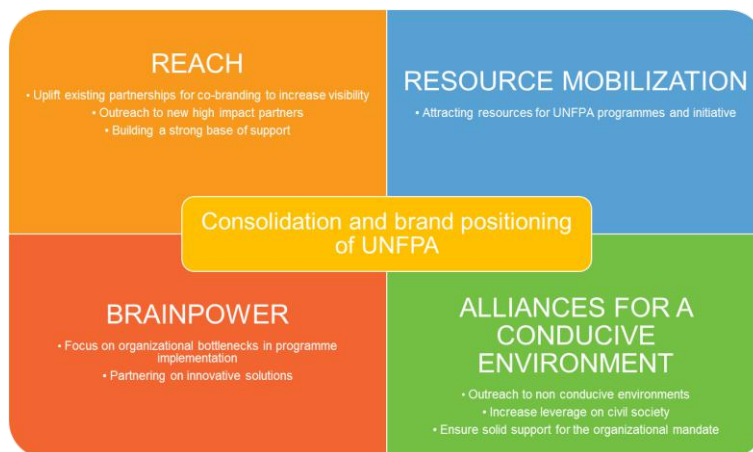 REACH
• Uplift existing partnerships for co-branding to increase visibility
• Outreach to new high impact partners
• Building a strong base of support
RESOURCE MOBILIZATION
• Attracting resources for UNFPA programmes and initiative
Consolidation and brand positioning
of UNFPA
BRAINPOWER
• Focus on organizational bottlenecks in programme
implementation
• Partnering on innovative solutions
ALLIANCES FOR A
CONDUCIVE
ENVIRONMENT
• Outreach to non conducive environments
• Increase leverage on civil society
• Ensure solid support for the organizational mandate